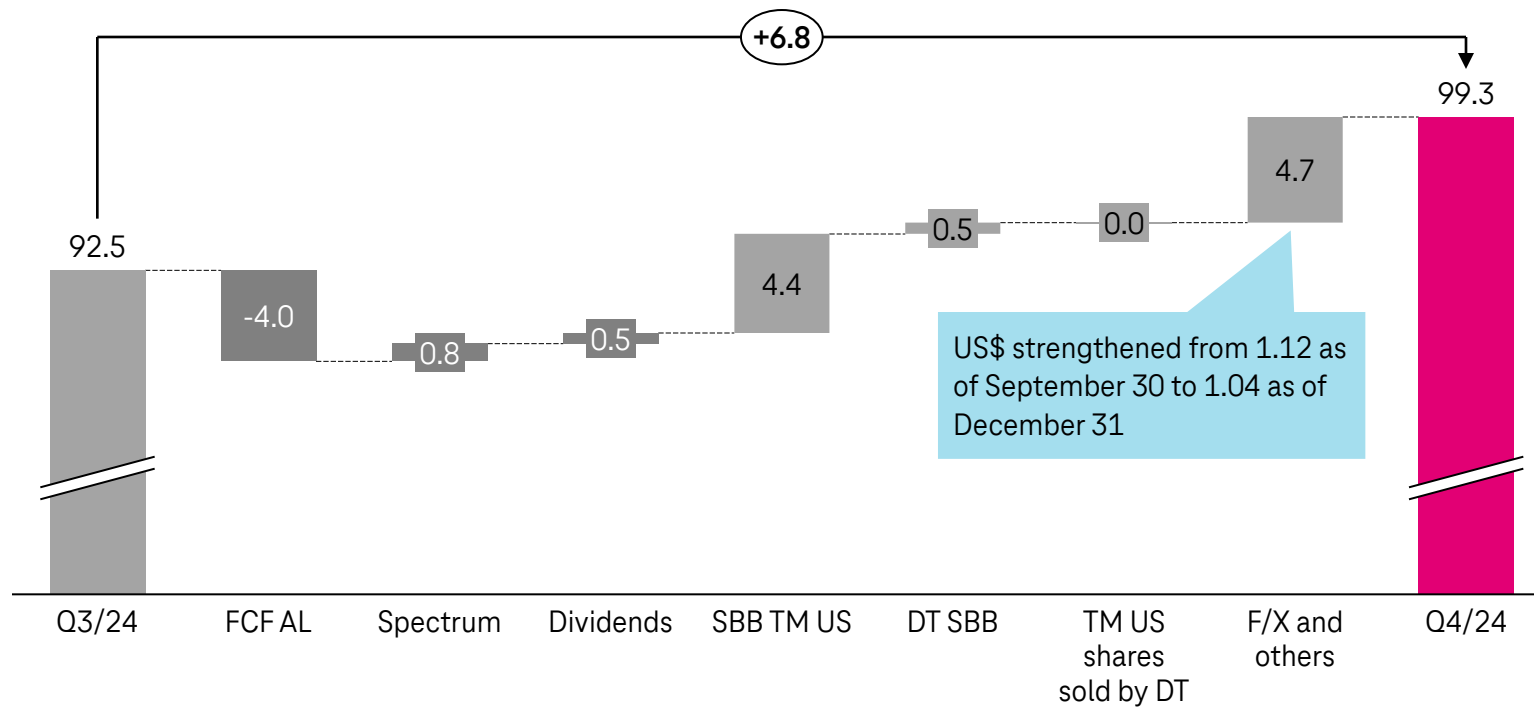 +6.8
99.3
92.5
-4.0
0.8
0.5
4.4
0.5
0.0
4.7
US$ strengthened from 1.12 as
of September 30 to 1.04 as of
December 31
Q3/24
FCF AL
Spectrum
Dividends
SBB TM US
DT SBB
TM US
shares
sold by DT
F/X and
others
Q4/24